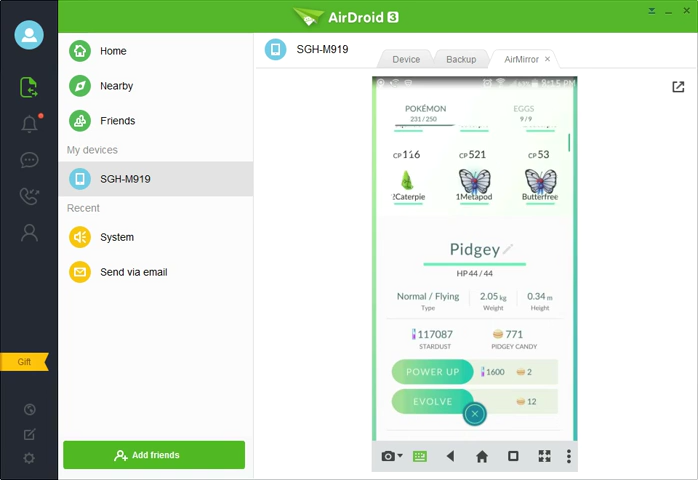 AirDroid 3
Home
Nearby
Friends
My devices
SGH-M919
Recent
System
Send via email
Gift
Add friends
SGH-M919
Device
Backup
AirMirror
POKÉMON
231/250
EGGS
9/9
CP116
CP521
CP53
2Caterpie
1Metapod
Butterfree
Pidgey
HP 44 / 44
Normal / Flying
2.05 kg
0.34 m
Type
Weight
Height
117087
771
STARDUST
PIDGEY CANDY
POWER UP
1600
2
EVOLVE
12